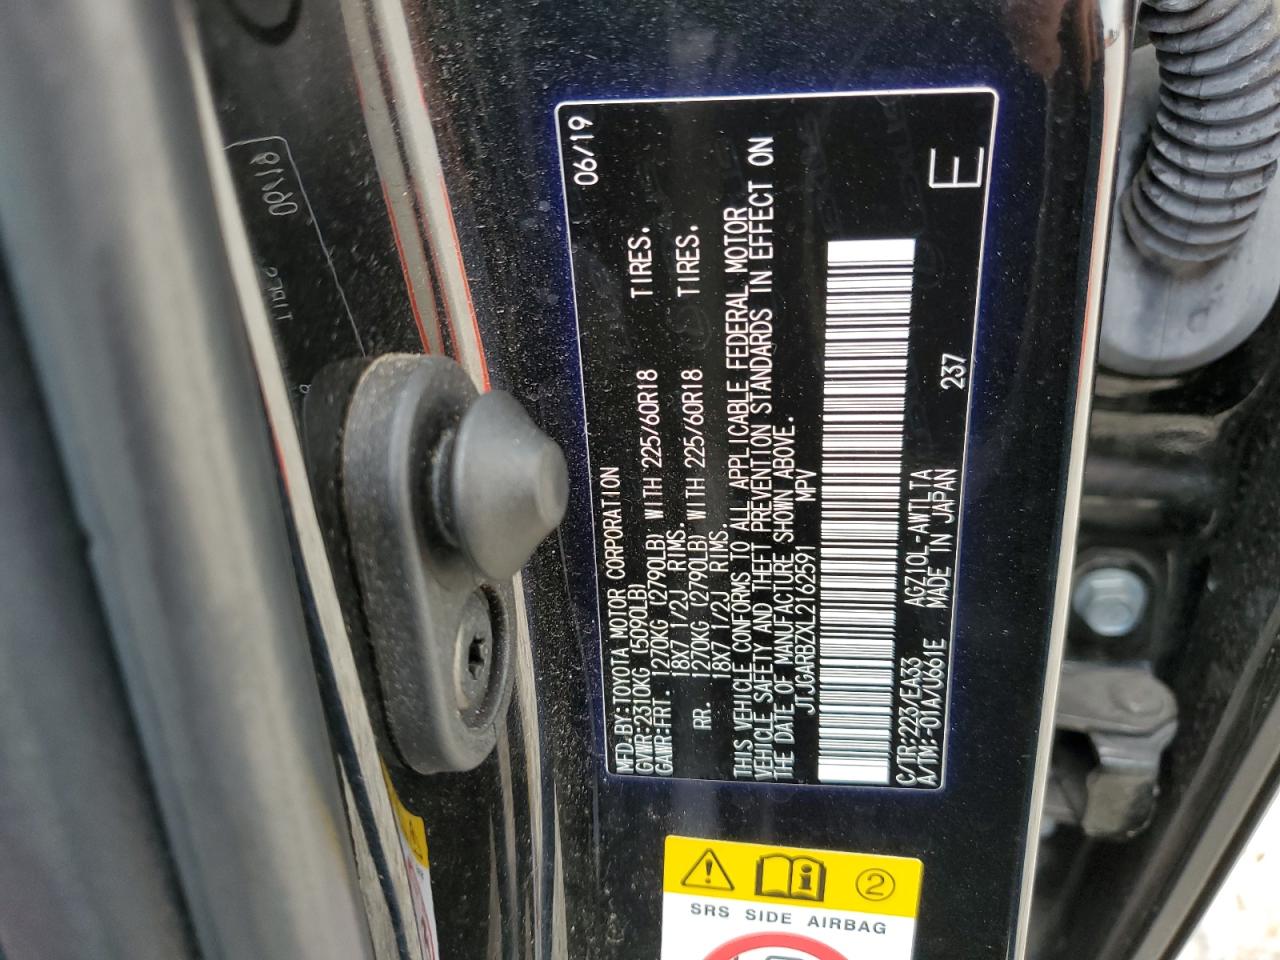 MFD.BY:TOYOTA MOTOR CORPORATION 06/19
GVWR:2310KG (5090LB)
GAWR:FRT. 1270KG (2790LB) WITH 225/60R18 TIRES.
18X7 1/2J RIMS.
RR. 1270KG (2790LB) WITH 225/60R18 TIRES.
18X7 1/2J RIMS.
THIS VEHICLE CONFORMS TO ALL APPLICABLE FEDERAL MOTOR
VEHICLE SAFETY AND THEFT PREVENTION STANDARDS IN EFFECT ON
THE DATE OF MANUFACTURE SHOWN ABOVE.
JTJGARBZXL2162591 MPV
C/TR:223/EA33 AGZ10L-AWTLTA
A/TM:-01A/U661E MADE IN JAPAN 237 E
2
SRS SIDE AIRBAG